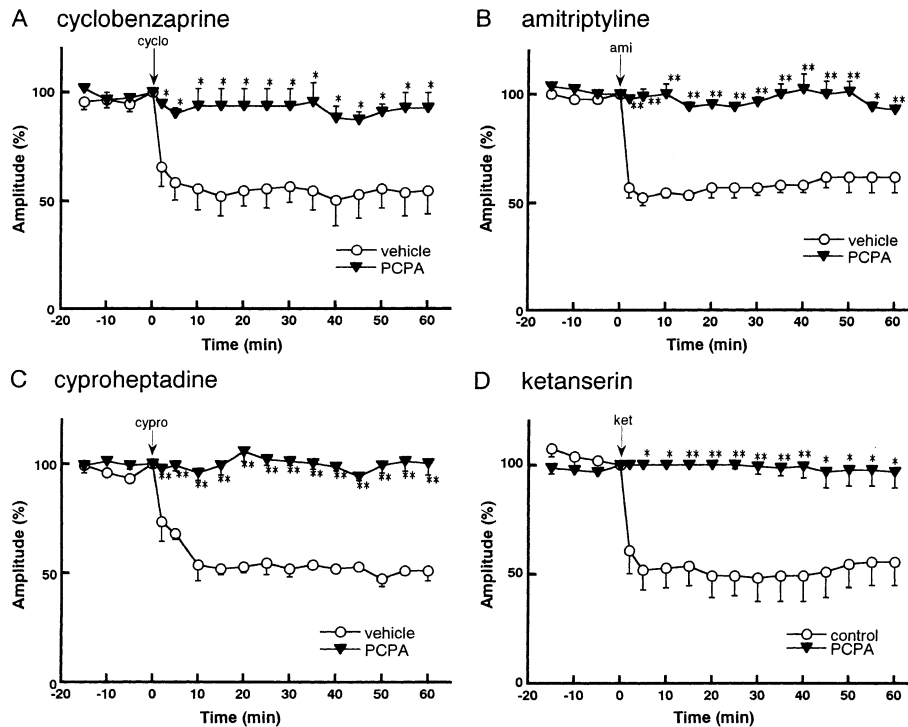 A cyclobenzaprine
cyclo
* * * * * * * * * * * * *
100
50
0
Amplitude (%)
vehicle
PCPA
-20 -10 0 10 20 30 40 50 60
Time (min)
B amitriptyline
ami
** ** ** ** ** ** ** ** ** ** ** * **
100
50
0
Amplitude (%)
vehicle
PCPA
-20 -10 0 10 20 30 40 50 60
Time (min)
C cyproheptadine
cypro
** ** ** ** ** ** ** ** ** ** ** ** **
100
50
0
Amplitude (%)
vehicle
PCPA
-20 -10 0 10 20 30 40 50 60
Time (min)
D ketanserin
ket
* * ** ** ** ** ** ** * * * *
100
50
0
Amplitude (%)
control
PCPA
-20 -10 0 10 20 30 40 50 60
Time (min)